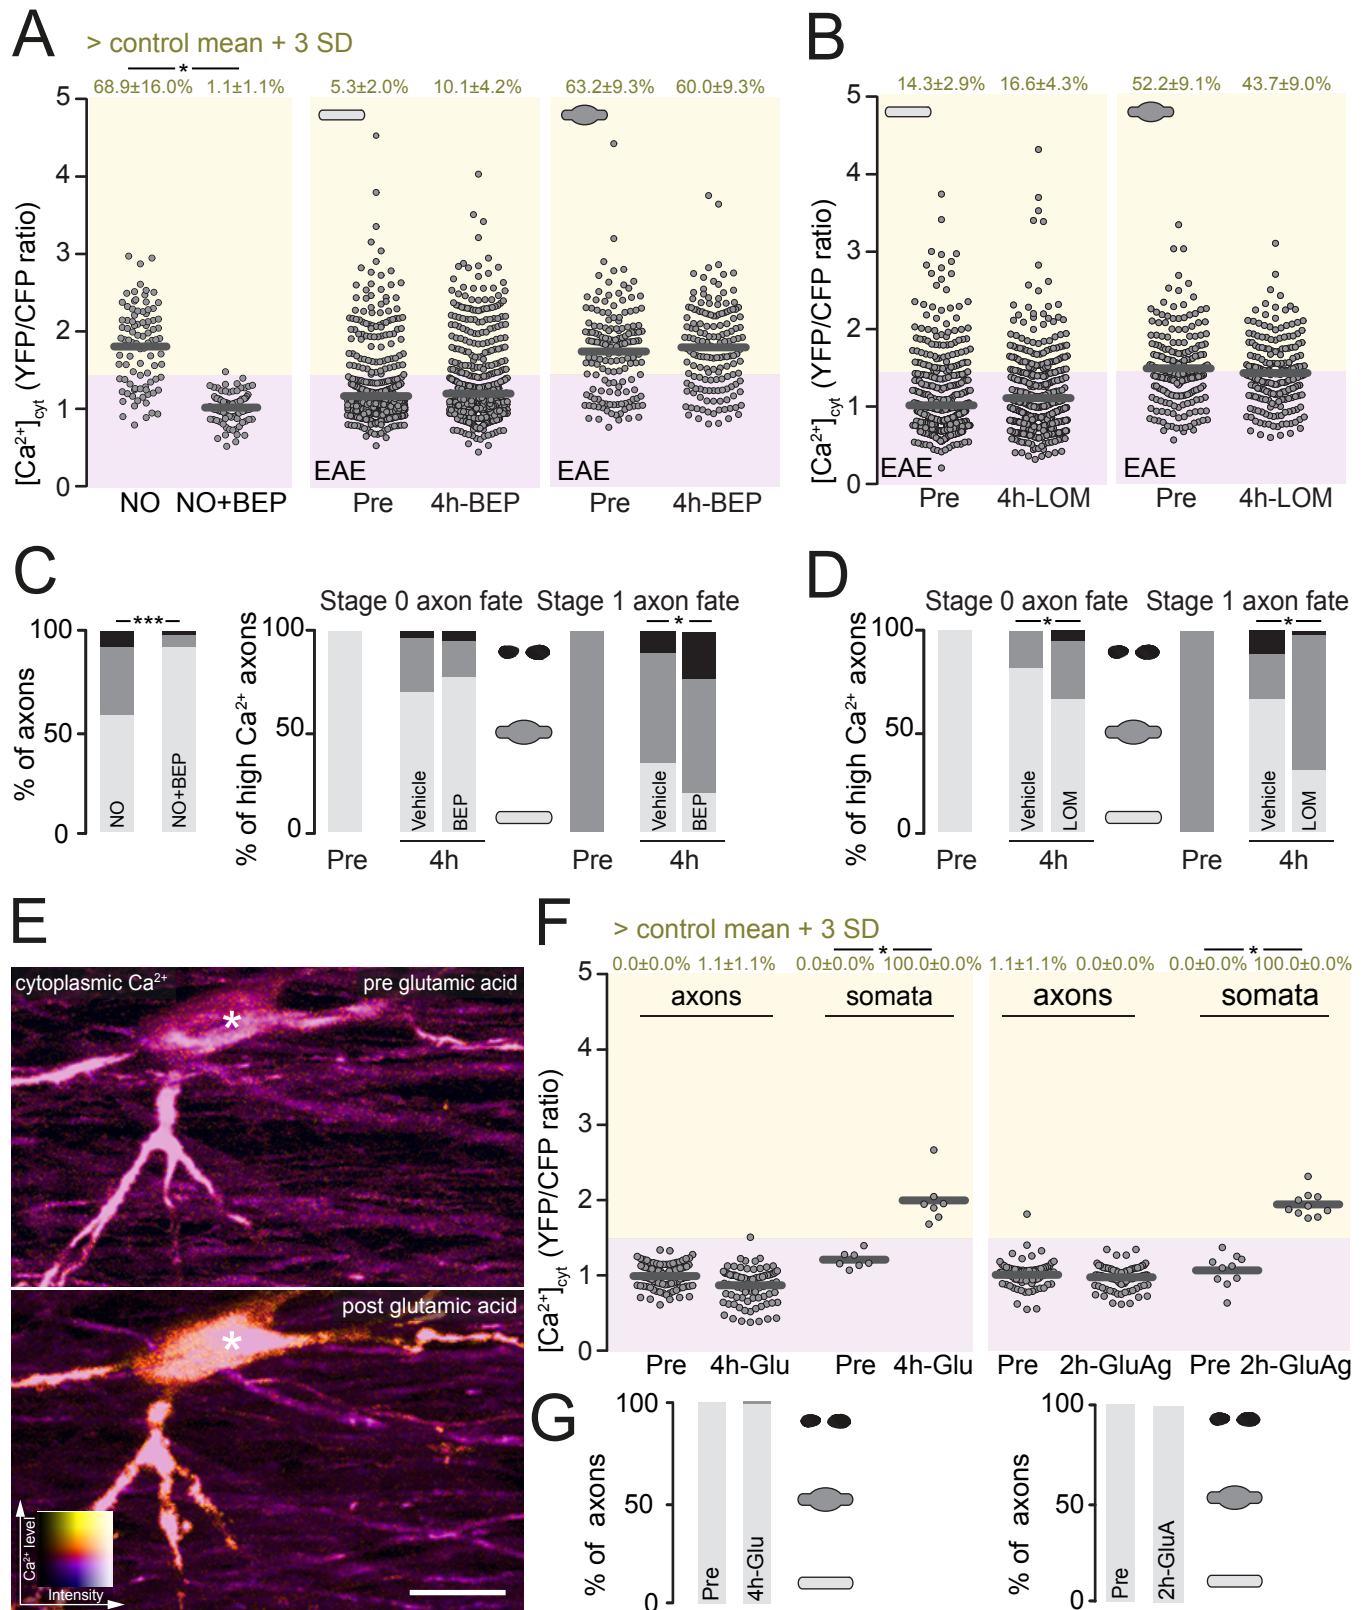 A
> control mean + 3 SD
*
68.9±16.0% 1.1±1.1% 5.3±2.0% 10.1±4.2% 63.2±9.3% 60.0±9.3%
[Ca²⁺]cyt (YFP/CFP ratio)
5
4
3
2
1
0
EAE EAE
NO NO+BEP Pre 4h-BEP Pre 4h-BEP
B
14.3±2.9% 16.6±4.3% 52.2±9.1% 43.7±9.0%
[Ca²⁺]cyt (YFP/CFP ratio)
5
4
3
2
1
0
EAE EAE
Pre 4h-LOM Pre 4h-LOM
C
Stage 0 axon fate Stage 1 axon fate
*** *
% of axons
100
50
0
NO
NO+BEP
% of high Ca²⁺ axons
100
50
0
Vehicle
BEP
Vehicle
BEP
Pre 4h Pre 4h
D
Stage 0 axon fate Stage 1 axon fate
* *
% of high Ca²⁺ axons
100
50
0
Vehicle
LOM
Vehicle
LOM
Pre 4h Pre 4h
E
cytoplasmic Ca²⁺ pre glutamic acid
*
post glutamic acid
*
Ca²⁺ level
Intensity
F
> control mean + 3 SD
* *
0.0±0.0% 1.1±1.1% 0.0±0.0% 100.0±0.0% 1.1±1.1% 0.0±0.0% 0.0±0.0% 100.0±0.0%
axons somata axons somata
[Ca²⁺]cyt (YFP/CFP ratio)
5
4
3
2
1
0
Pre 4h-Glu Pre 4h-Glu Pre 2h-GluAg Pre 2h-GluAg
G
% of axons
100
50
0
Pre
4h-Glu
% of axons
100
50
0
Pre
2h-GluA